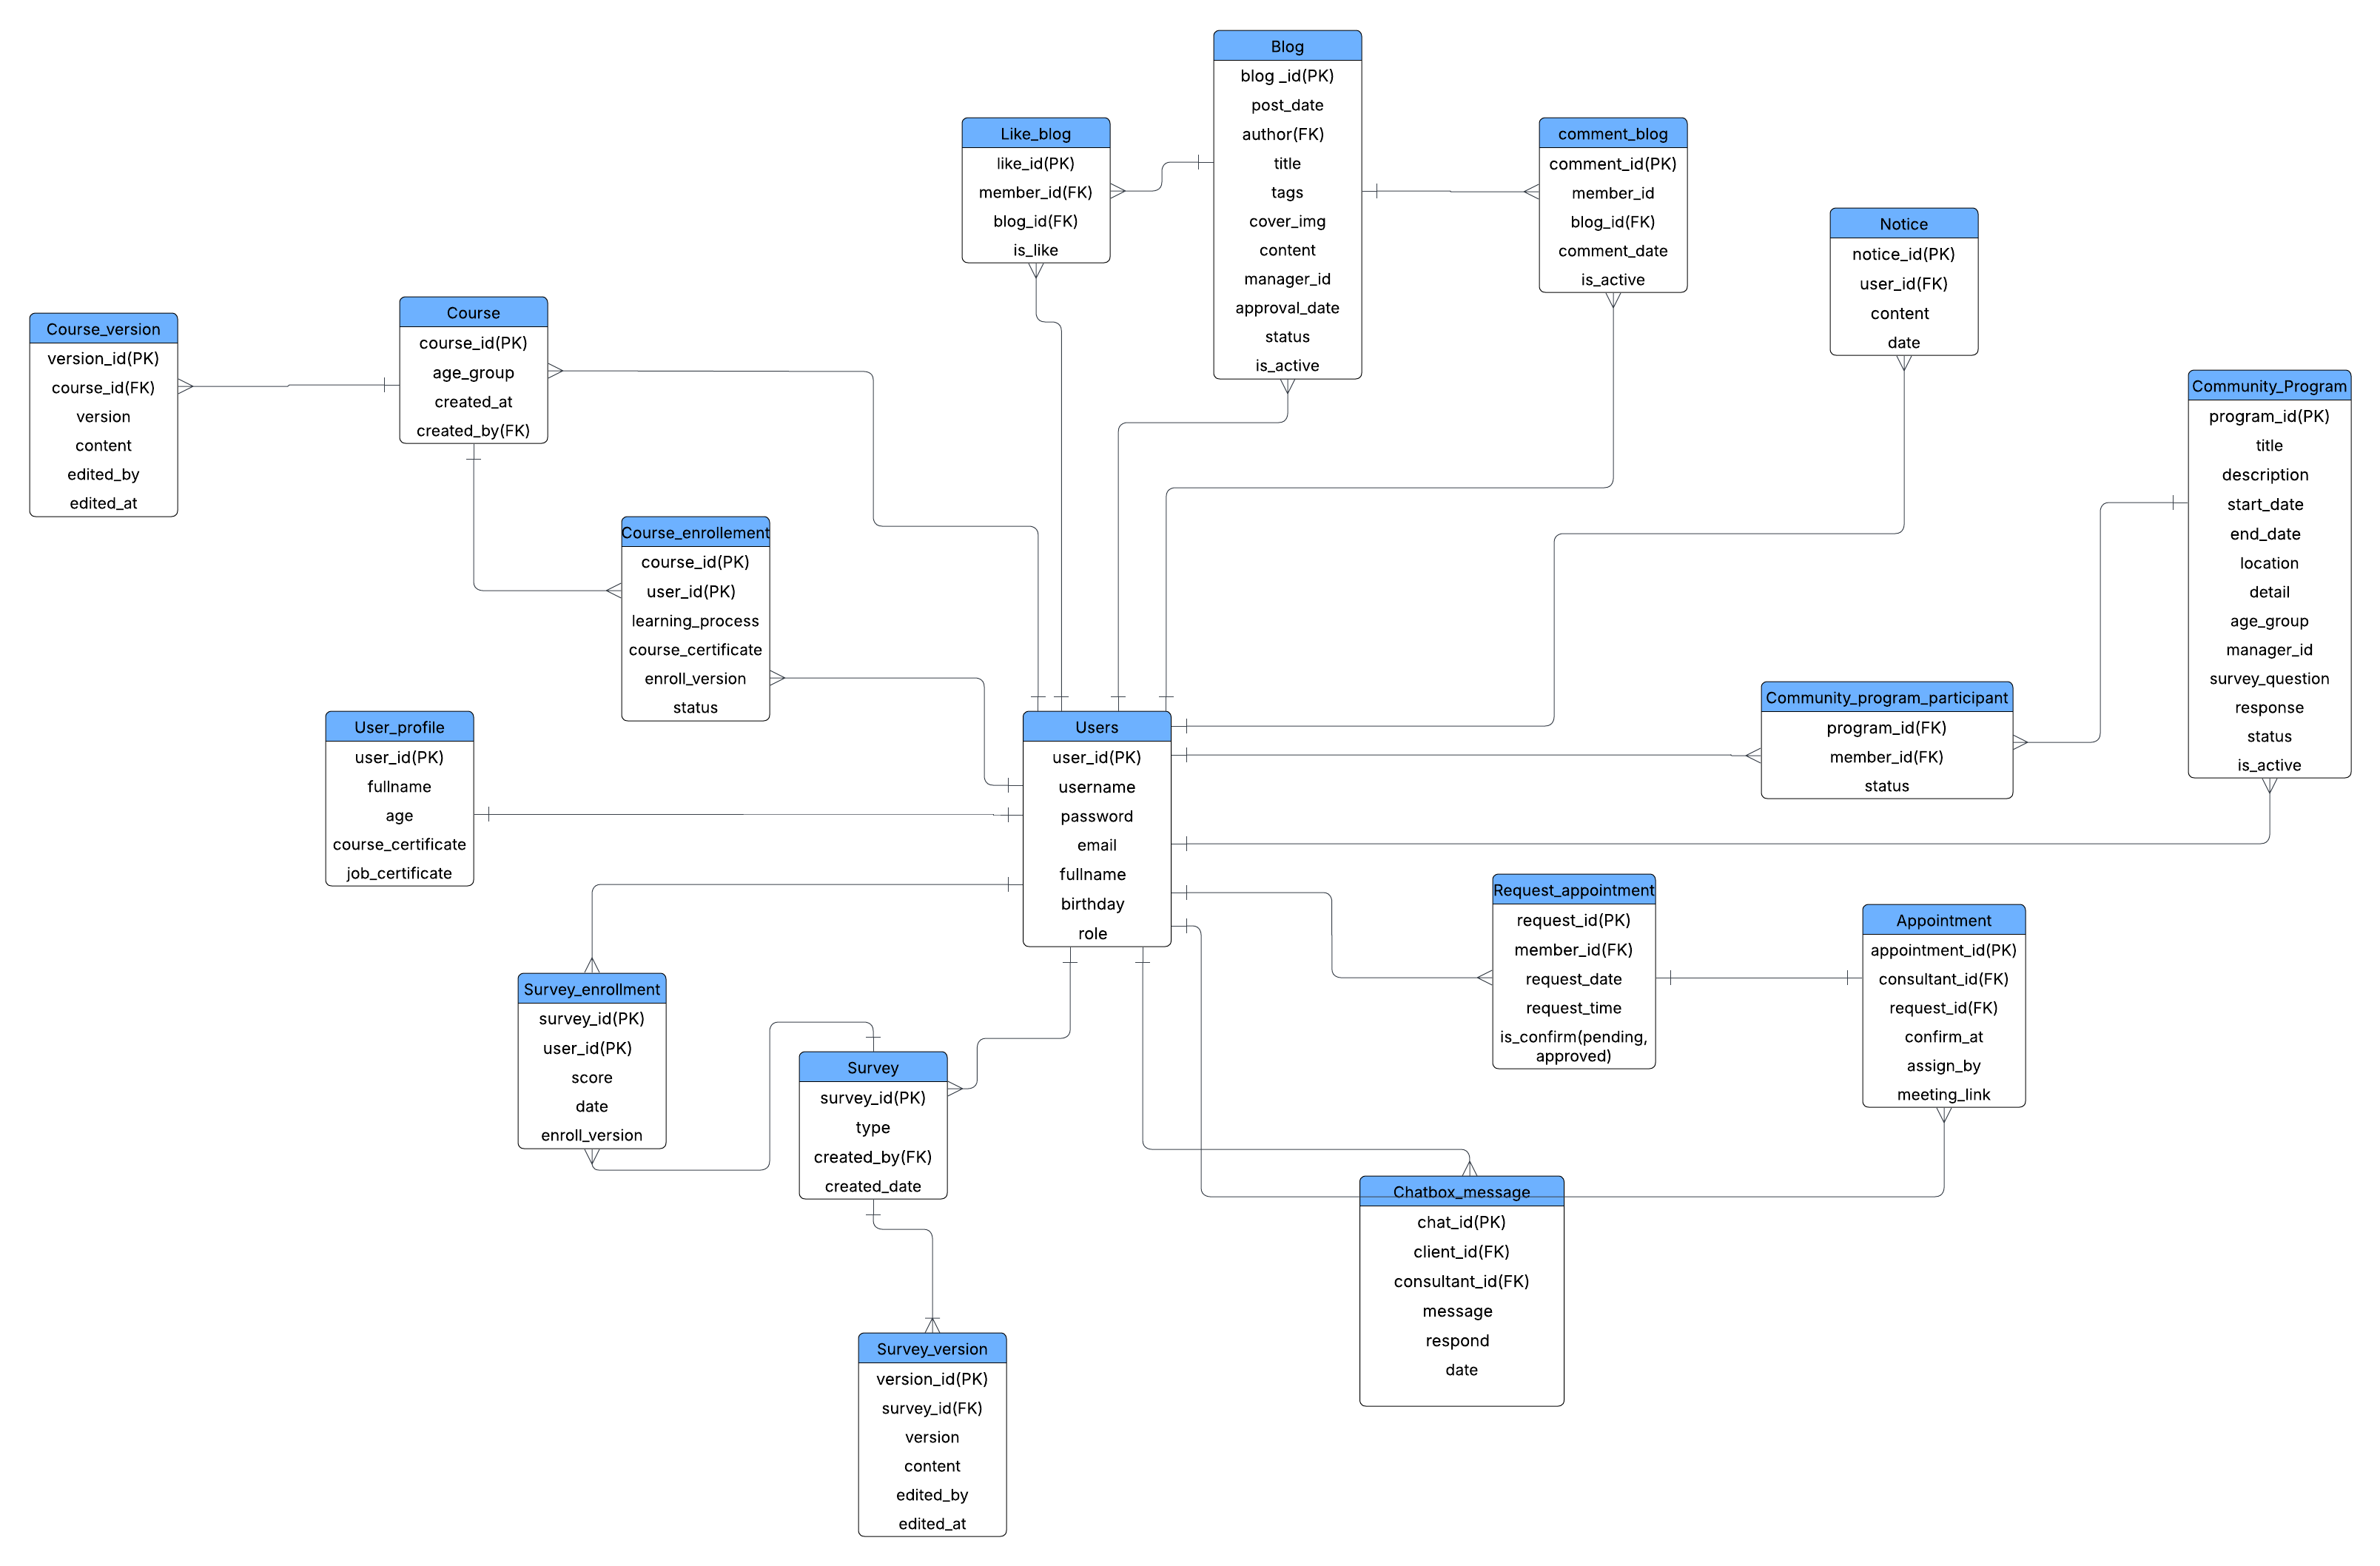 Blog
blog _id(PK)
post_date
author(FK)
title
tags
cover_img
content
manager_id
approval_date
status
is_active
Like_blog
like_id(PK)
member_id(FK)
blog_id(FK)
is_like
comment_blog
comment_id(PK)
member_id
blog_id(FK)
comment_date
is_active
Notice
notice_id(PK)
user_id(FK)
content
date
Course_version
version_id(PK)
course_id(FK)
version
content
edited_by
edited_at
Course
course_id(PK)
age_group
created_at
created_by(FK)
Community_Program
program_id(PK)
title
description
start_date
end_date
location
detail
age_group
manager_id
survey_question
response
status
is_active
Course_enrollement
course_id(PK)
user_id(PK)
learning_process
course_certificate
enroll_version
status
Community_program_participant
program_id(FK)
member_id(FK)
status
User_profile
user_id(PK)
fullname
age
course_certificate
job_certificate
Users
user_id(PK)
username
password
email
fullname
birthday
role
Request_appointment
request_id(PK)
member_id(FK)
request_date
request_time
is_confirm(pending,
approved)
Appointment
appointment_id(PK)
consultant_id(FK)
request_id(FK)
confirm_at
assign_by
meeting_link
Survey_enrollment
survey_id(PK)
user_id(PK)
score
date
enroll_version
Survey
survey_id(PK)
type
created_by(FK)
created_date
Chatbox_message
chat_id(PK)
client_id(FK)
consultant_id(FK)
message
respond
date
Survey_version
version_id(PK)
survey_id(FK)
version
content
edited_by
edited_at